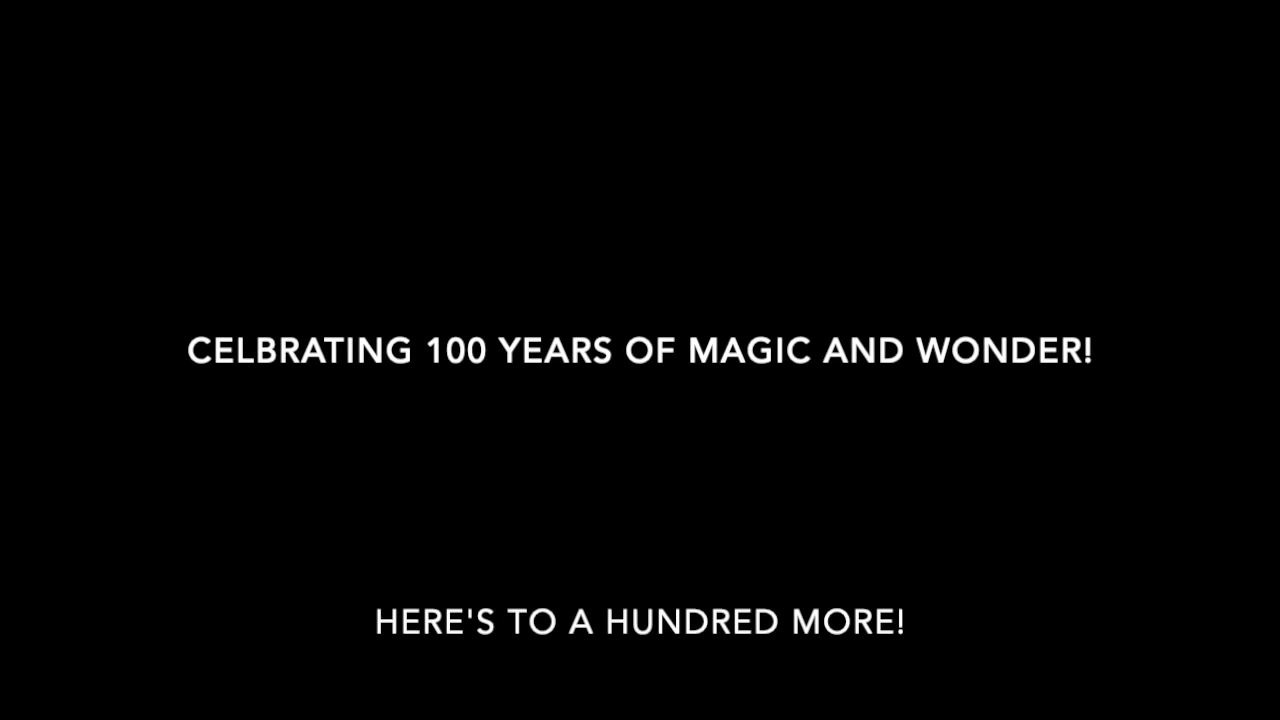 CELBRATING 100 YEARS OF MAGIC AND WONDER!
HERE'S TO A HUNDRED MORE!